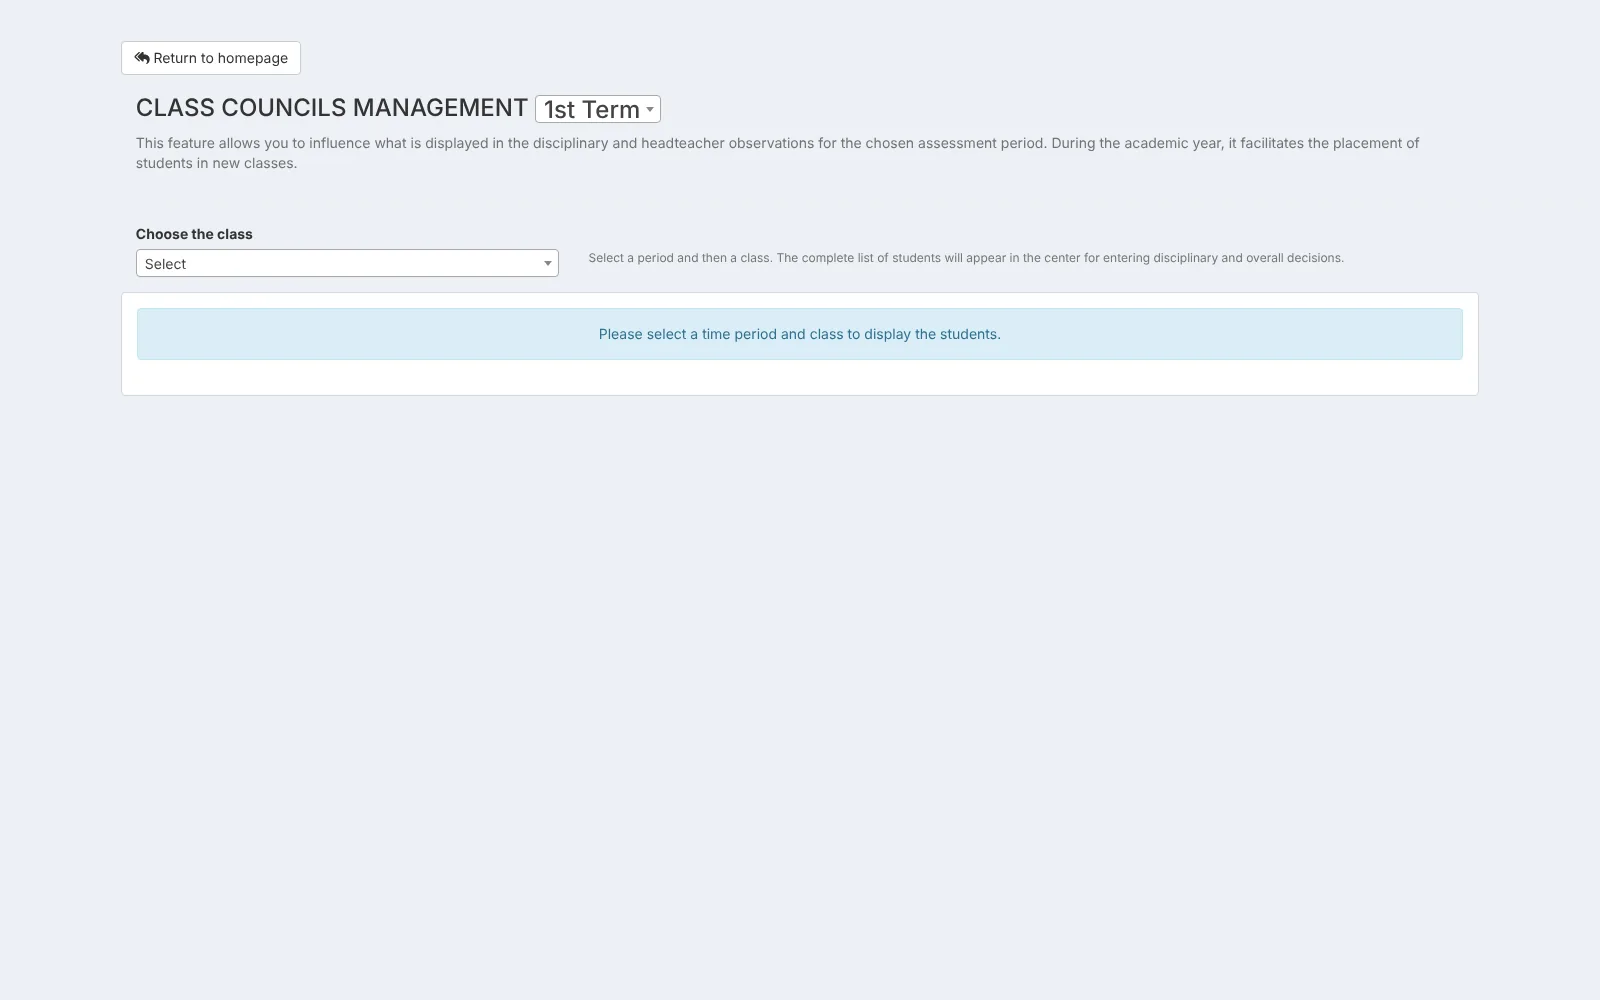 Return to homepage
CLASS COUNCILS MANAGEMENT 1st Term
This feature allows you to influence what is displayed in the disciplinary and headteacher observations for the chosen assessment period. During the academic year, it facilitates the placement of
students in new classes.
Choose the class
Select
Select a period and then a class. The complete list of students will appear in the center for entering disciplinary and overall decisions.
Please select a time period and class to display the students.